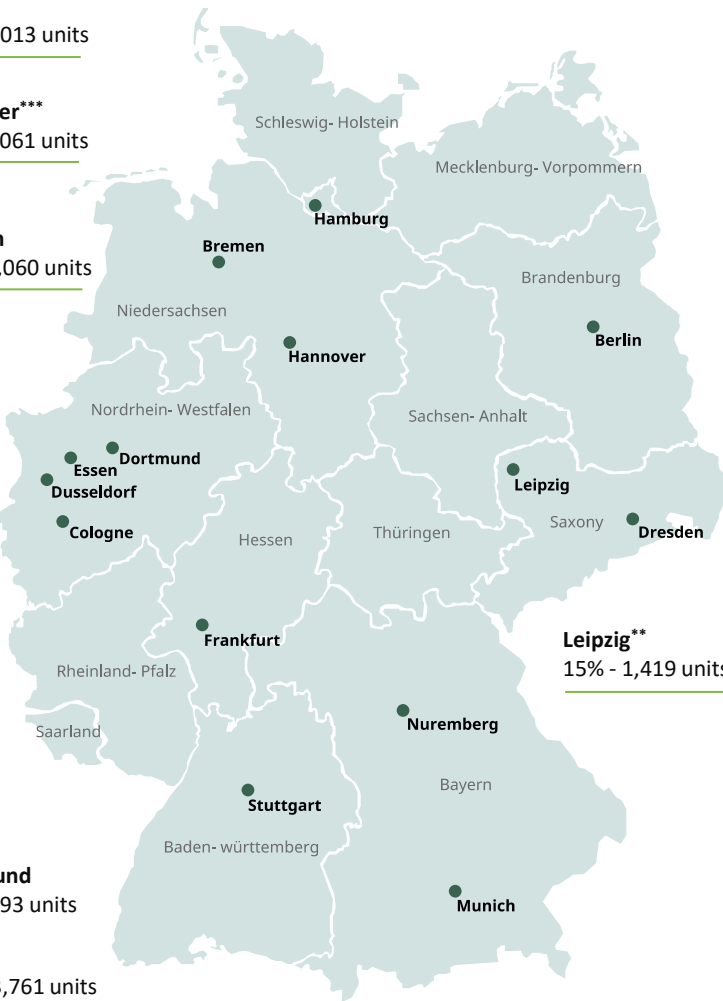 013 units
er***
061 units
Schleswig- Holstein
Mecklenburg- Vorpommern
Hamburg
n
,060 units
Bremen
Brandenburg
Niedersachsen
Berlin
Hannover
Nordrhein- Westfalen
Sachsen- Anhalt
Dortmund
Essen
Dusseldorf
Leipzig
Cologne
Saxony
Dresden
Hessen
Thüringen
Frankfurt
Leipzig**
15% - 1,419 units
Rheinland- Pfalz
Nuremberg
Saarland
Bayern
Stuttgart
Baden- württemberg
und
93 units
Munich
,761 units